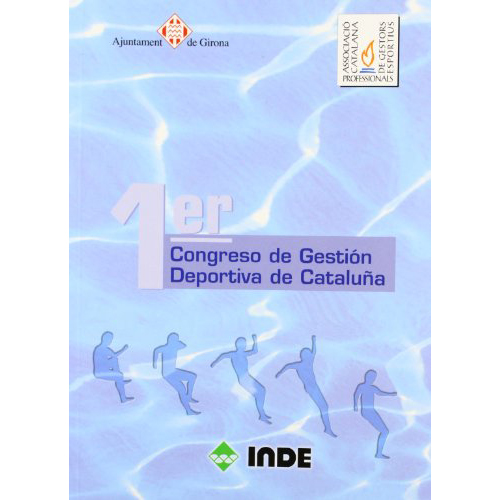 Ajuntament de Girona
ASSOCIACIÓ
CATALANA
PROFESSIONALS
DE GESTORS
ESPORTIUS
1er
Congreso de Gestión
Deportiva de Cataluña
INDE